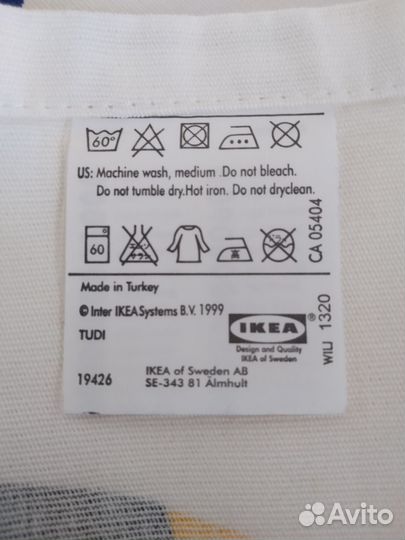 60°
US: Machine wash, medium .Do not bleach.
Do not tumble dry.Hot iron. Do not dryclean.
60
高
CA 05404
Made in Turkey
© Inter IKEA Systems B.V. 1999
TUDI
IKEA
Design and Quality
IKEA of Sweden
WIU 1320
19426
IKEA of Sweden AB
SE-343 81 Älmhult
Avito